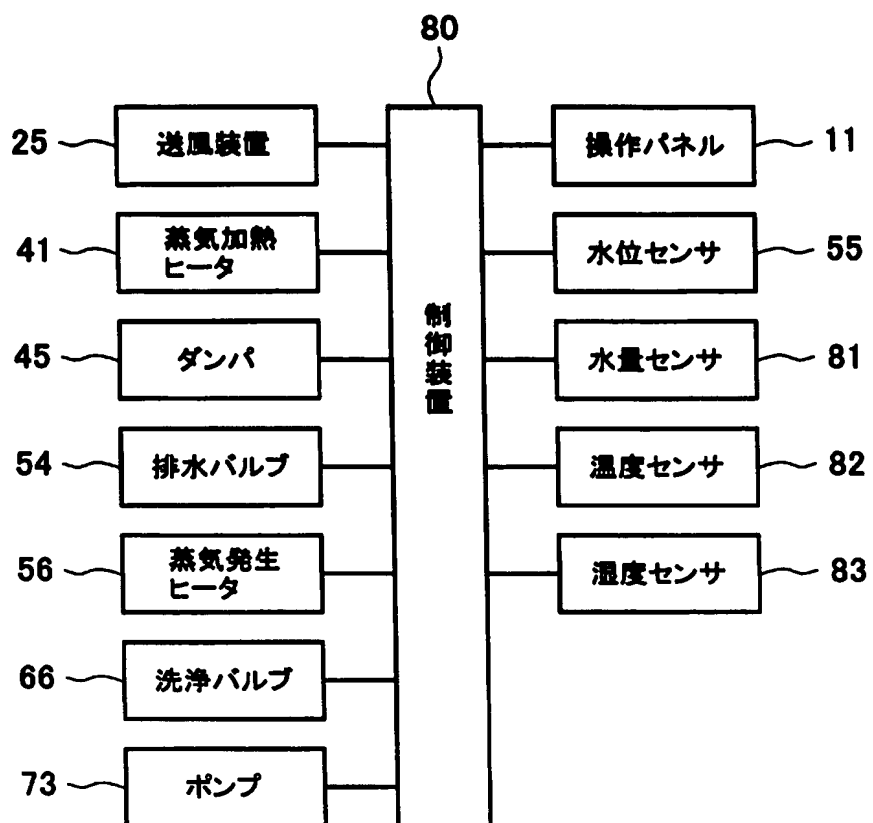 80
25
送風装置
41
蒸気加熱
ヒータ
45
ダンパ
54
排水バルブ
56
蒸気発生
ヒータ
66
洗浄バルブ
73
ポンプ
制御装置
操作パネル
11
水位センサ
55
水量センサ
81
温度センサ
82
湿度センサ
83